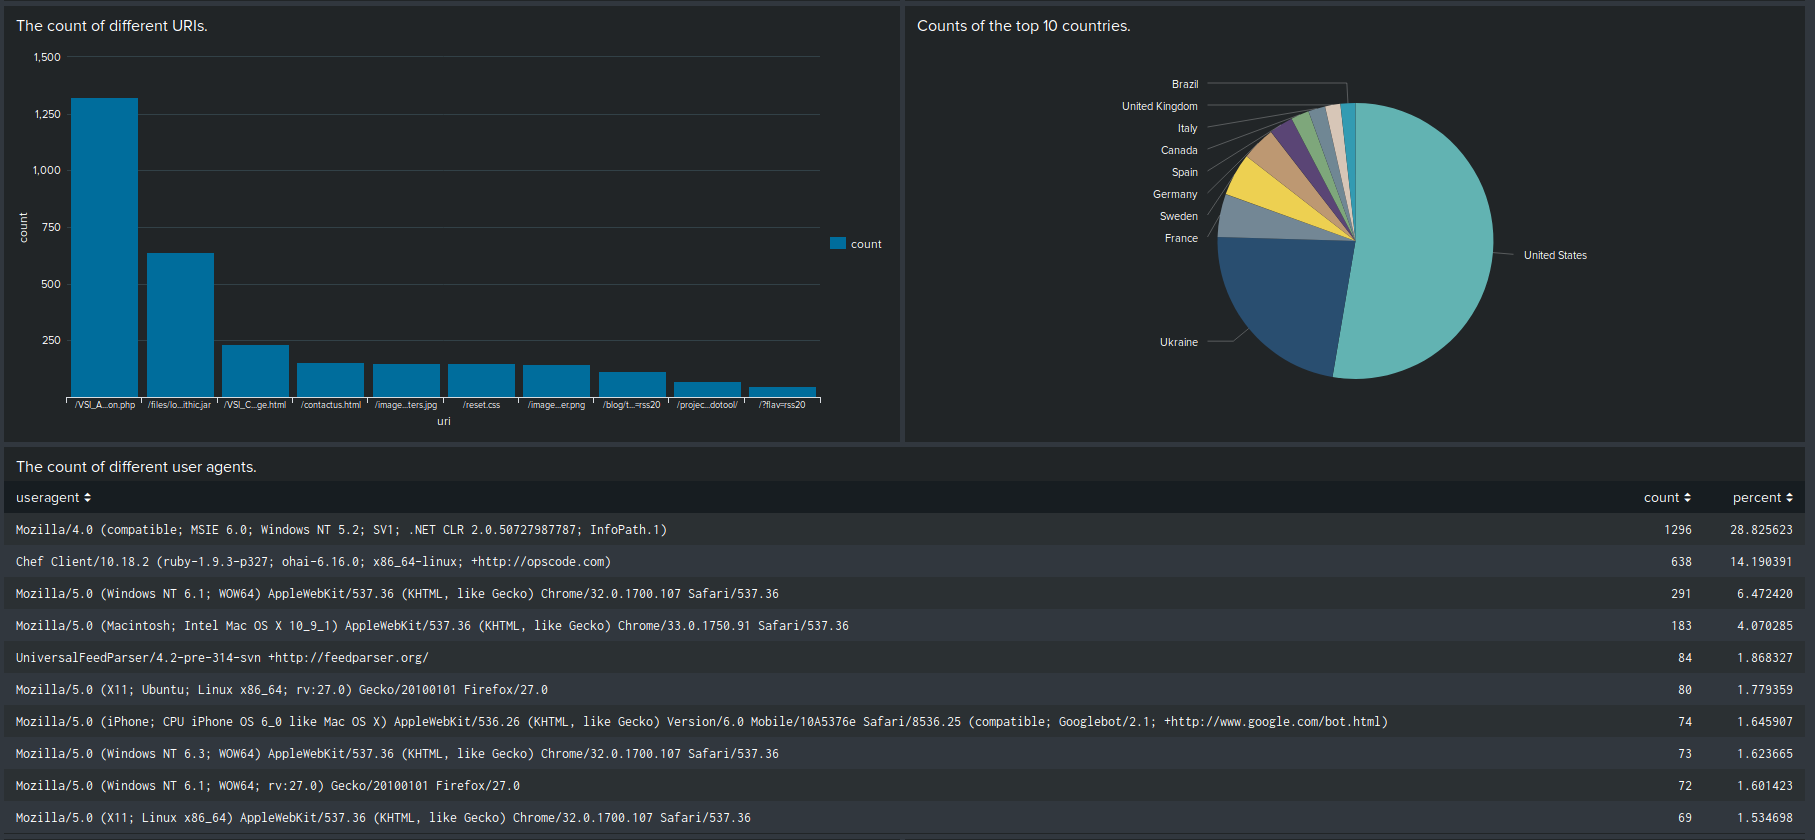 The count of different URIs.
1,500
1,250
1,000
750
500
250
count
/VSI_A...on.php
/files/lo...ithic.jar
/VSI_C...ge.html
/contactus.html
/image...ters.jpg
/reset.css
/image...er.png
/blog/t...=rss20
/projec...dotool/
/?flav=rss20
uri
count
Counts of the top 10 countries.
Brazil
United Kingdom
Italy
Canada
Spain
Germany
Sweden
France
Ukraine
United States
The count of different user agents.
useragent count percent
Mozilla/4.0 (compatible; MSIE 6.0; Windows NT 5.2; SV1; .NET CLR 2.0.50727987787; InfoPath.1) 1296 28.825623
Chef Client/10.18.2 (ruby-1.9.3-p327; ohai-6.16.0; x86_64-linux; +http://opscode.com) 638 14.190391
Mozilla/5.0 (Windows NT 6.1; WOW64) AppleWebKit/537.36 (KHTML, like Gecko) Chrome/32.0.1700.107 Safari/537.36 291 6.472420
Mozilla/5.0 (Macintosh; Intel Mac OS X 10_9_1) AppleWebKit/537.36 (KHTML, like Gecko) Chrome/33.0.1750.91 Safari/537.36 183 4.070285
UniversalFeedParser/4.2-pre-314-svn +http://feedparser.org/ 84 1.868327
Mozilla/5.0 (X11; Ubuntu; Linux x86_64; rv:27.0) Gecko/20100101 Firefox/27.0 80 1.779359
Mozilla/5.0 (iPhone; CPU iPhone OS 6_0 like Mac OS X) AppleWebKit/536.26 (KHTML, like Gecko) Version/6.0 Mobile/10A5376e Safari/8536.25 (compatible; Googlebot/2.1; +http://www.google.com/bot.html) 74 1.645907
Mozilla/5.0 (Windows NT 6.3; WOW64) AppleWebKit/537.36 (KHTML, like Gecko) Chrome/32.0.1700.107 Safari/537.36 73 1.623665
Mozilla/5.0 (Windows NT 6.1; WOW64; rv:27.0) Gecko/20100101 Firefox/27.0 72 1.601423
Mozilla/5.0 (X11; Linux x86_64) AppleWebKit/537.36 (KHTML, like Gecko) Chrome/32.0.1700.107 Safari/537.36 69 1.534698